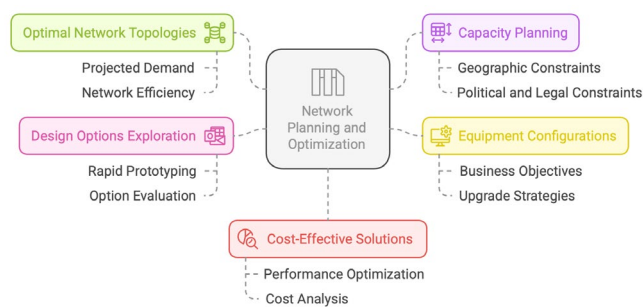 Optimal Network Topologies
Projected Demand
Network Efficiency
Design Options Exploration
Rapid Prototyping
Option Evaluation
Network
Planning and
Optimization
Capacity Planning
Geographic Constraints
Political and Legal Constraints
Equipment Configurations
Business Objectives
Upgrade Strategies
Cost-Effective Solutions
Performance Optimization
Cost Analysis